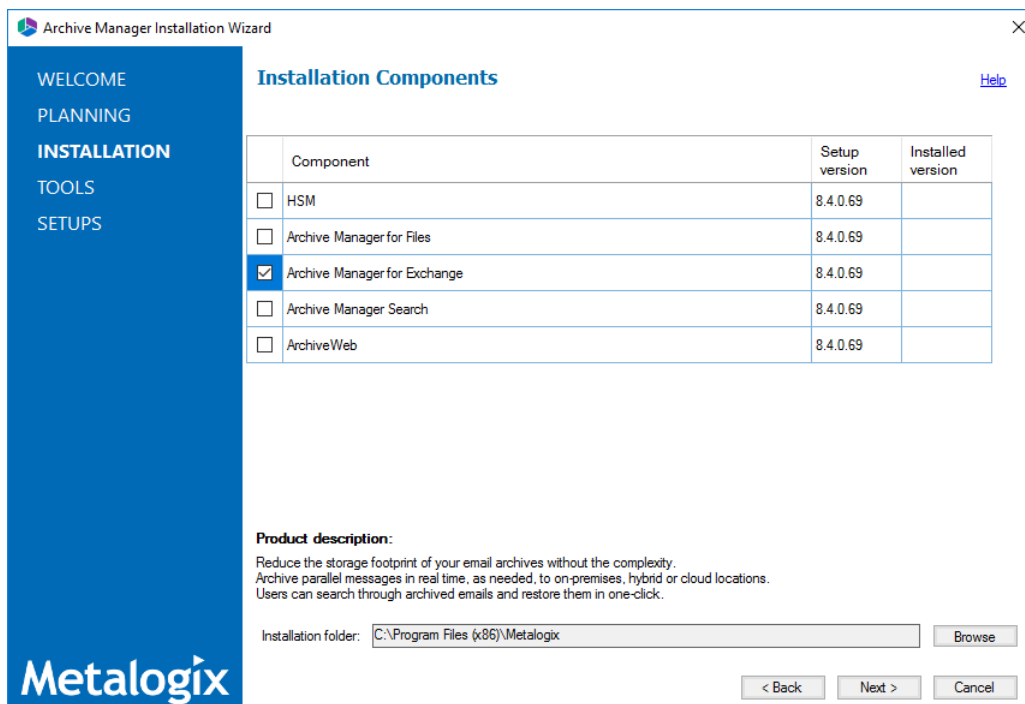 Archive Manager Installation Wizard
WELCOME
PLANNING
INSTALLATION
TOOLS
SETUPS
Metalogix
Installation Components
Help
Component
Setup version
Installed version
HSM 8.4.0.69
Archive Manager for Files 8.4.0.69
Archive Manager for Exchange 8.4.0.69
Archive Manager Search 8.4.0.69
ArchiveWeb 8.4.0.69
Product description:
Reduce the storage footprint of your email archives without the complexity.
Archive parallel messages in real time, as needed, to on-premises, hybrid or cloud locations.
Users can search through archived emails and restore them in one-click.
Installation folder: C:\Program Files (x86)\Metalogix
Browse
< Back
Next >
Cancel